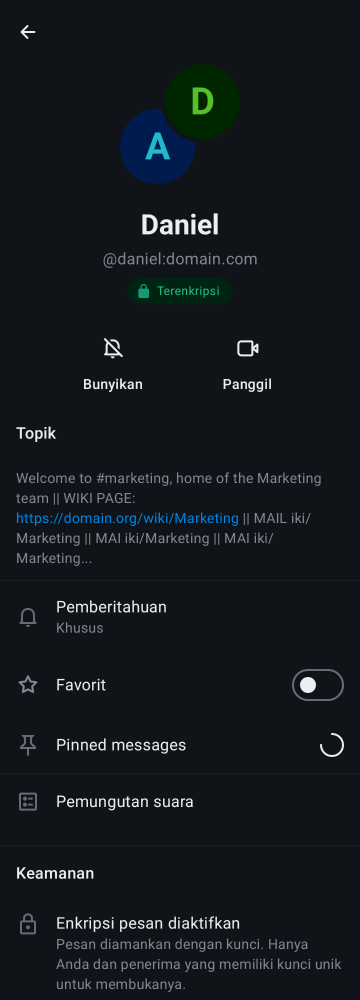 D
A
Daniel
@daniel:domain.com
Terenkripsi
Bunyikan
Panggil
Topik
Welcome to #marketing, home of the Marketing
team || WIKI PAGE:
https://domain.org/wiki/Marketing || MAIL iki/
Marketing || MAI iki/Marketing || MAI iki/
Marketing...
Pemberitahuan
Khusus
Favorit
Pinned messages
Pemungutan suara
Keamanan
Enkripsi pesan diaktifkan
Pesan diamankan dengan kunci. Hanya
Anda dan penerima yang memiliki kunci unik
untuk membukanya.